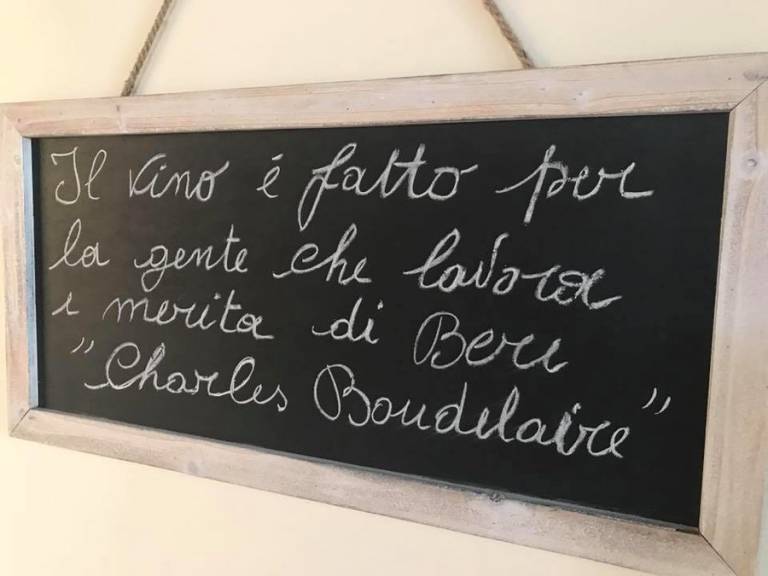 Il vino é fatto per
la gente che lavora
e merita di Bere
"Charles Baudelaire"